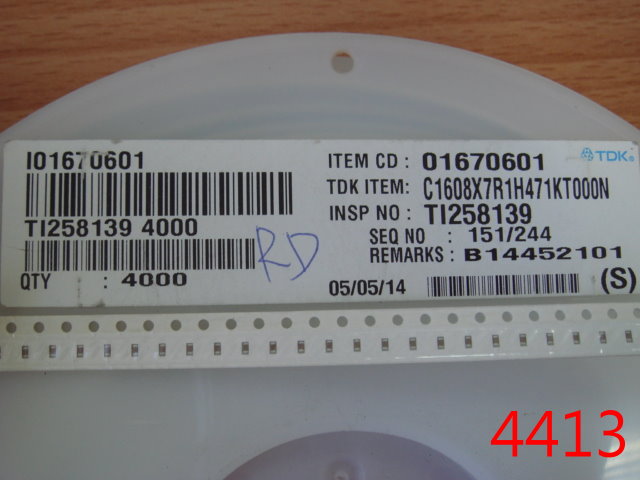 I01670601
TI258139 4000
QTY : 4000
RD
TDK
ITEM CD : 01670601
TDK ITEM: C1608X7R1H471KT000N
INSP NO : TI258139
SEQ NO : 151/244
REMARKS : B14452101
05/05/14 (S)
4413